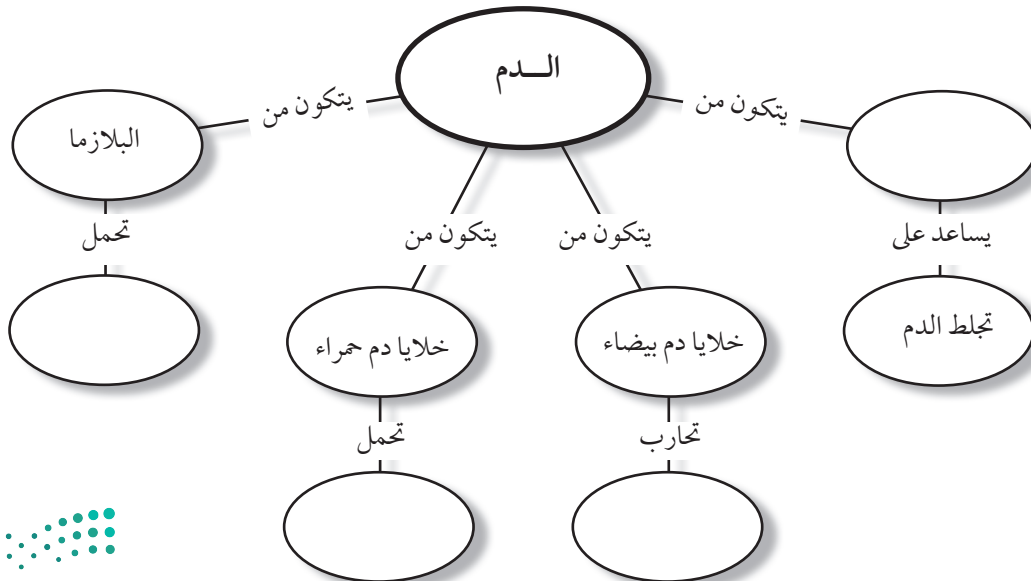 الـــدم
يتكون من
يتكون من
البلازما
يساعد على
يتكون من
يتكون من
تحمل
تجلط الدم
خلايا دم بيضاء
خلايا دم حمراء
تحارب
تحمل